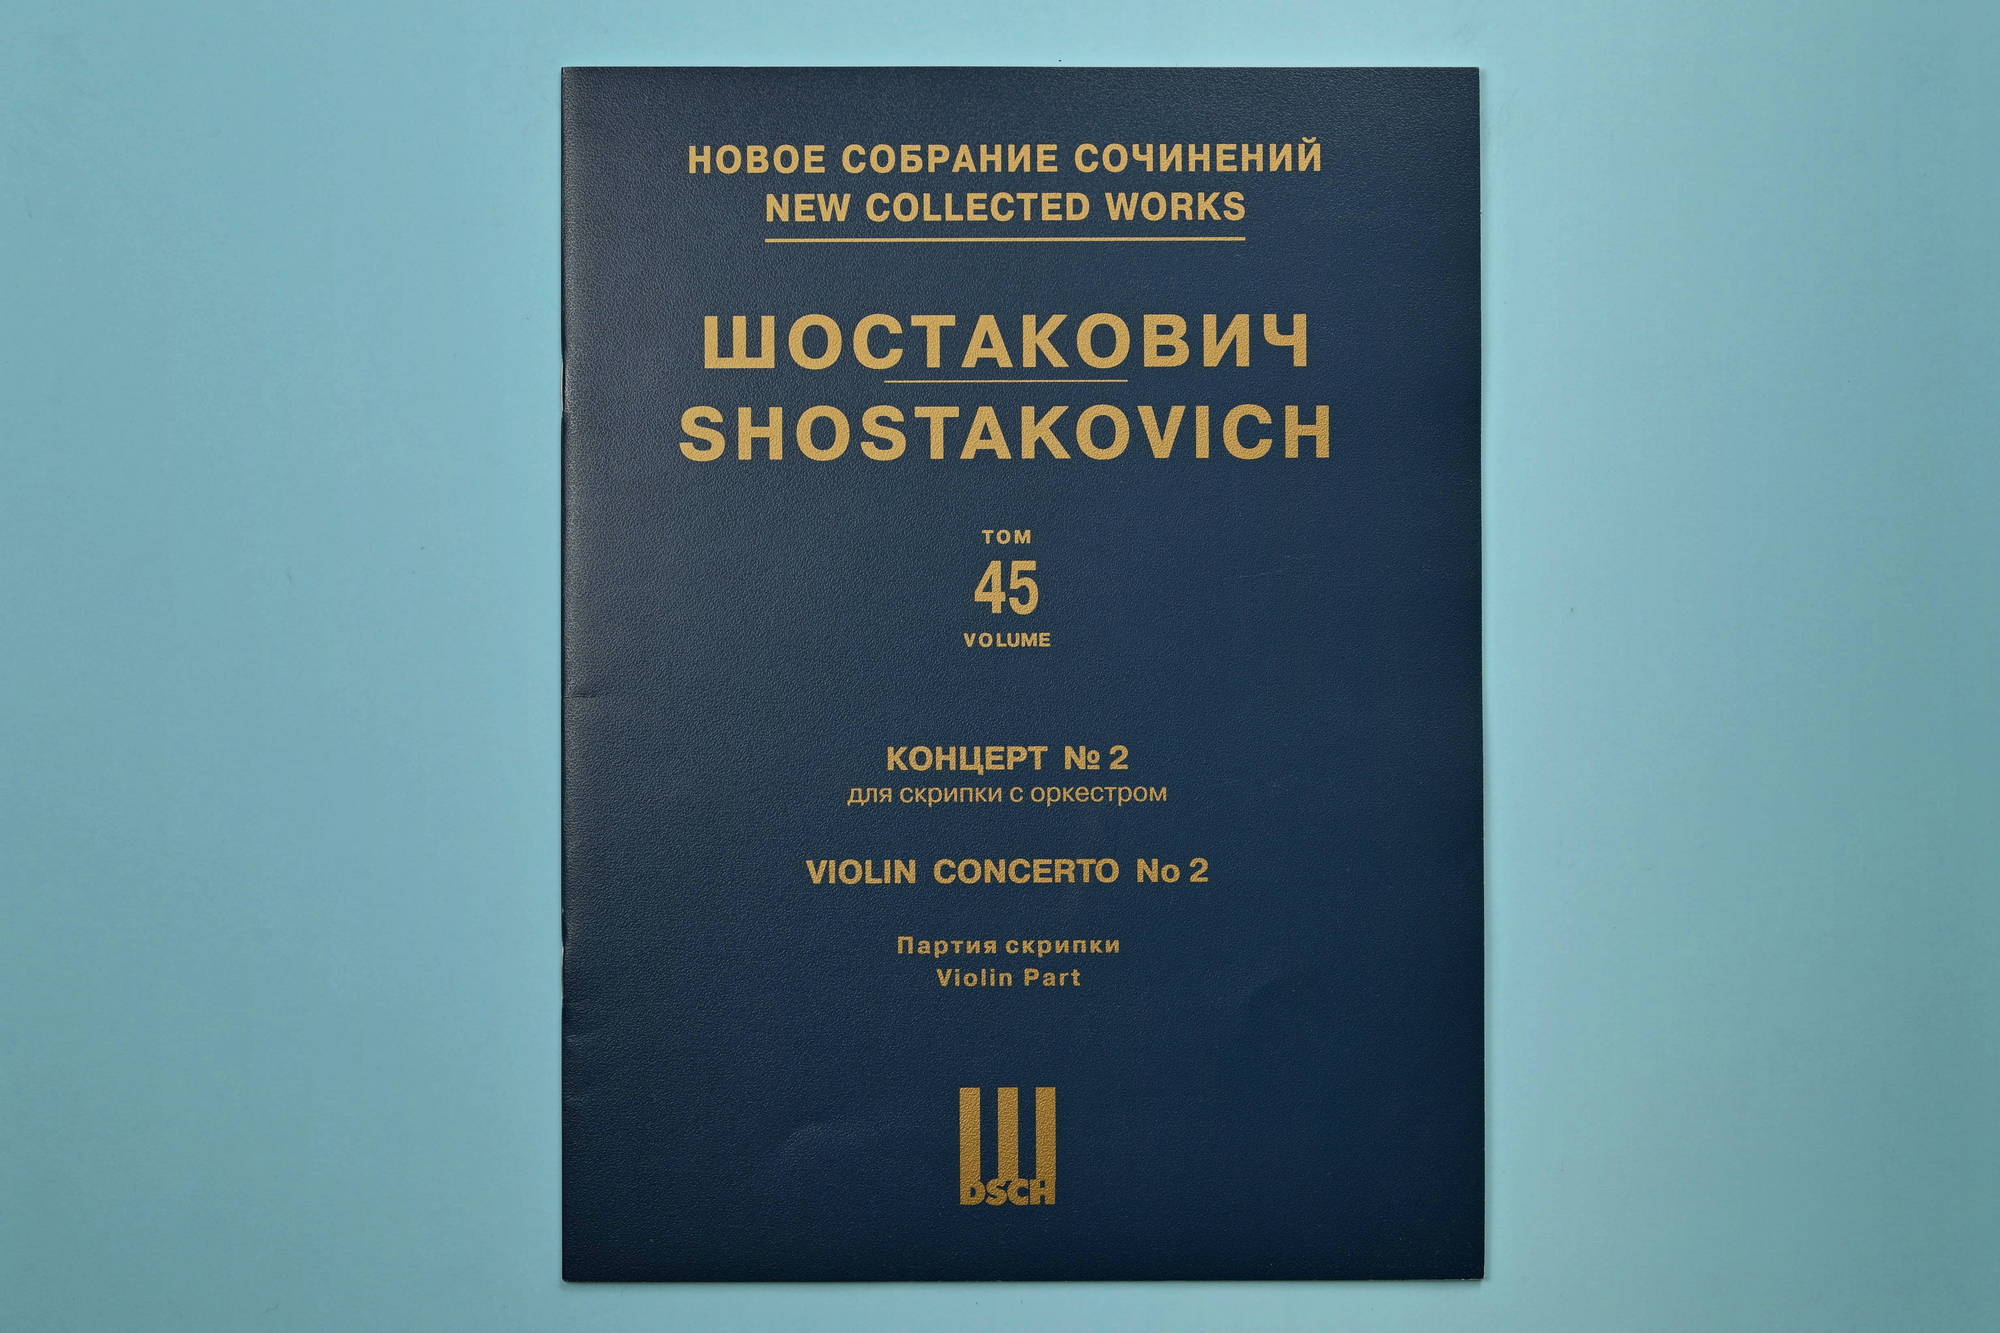 НОВОЕ СОБРАНИЕ СОЧИНЕНИЙ
NEW COLLECTED WORKS
ШОСТАКОВИЧ
SHOSTAKOVICH
ТОМ
45
VOLUME
КОНЦЕРТ № 2
для скрипки с оркестром
VIOLIN CONCERTO No 2
Партия скрипки
Violin Part
Ш
DSCH